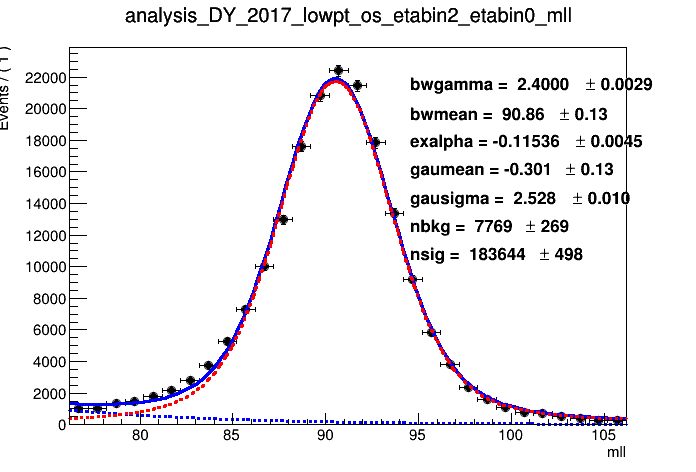 analysis_DY_2017_lowpt_os_etabin2_etabin0_mll
Events / ( 1 )
22000
20000
18000
16000
14000
12000
10000
8000
6000
4000
2000
0
bwgamma = 2.4000 ± 0.0029
bwmean = 90.86 ± 0.13
exalpha = -0.11536 ± 0.0045
gaumean = -0.301 ± 0.13
gausigma = 2.528 ± 0.010
nbkg = 7769 ± 269
nsig = 183644 ± 498
80 85 90 95 100 105
mll